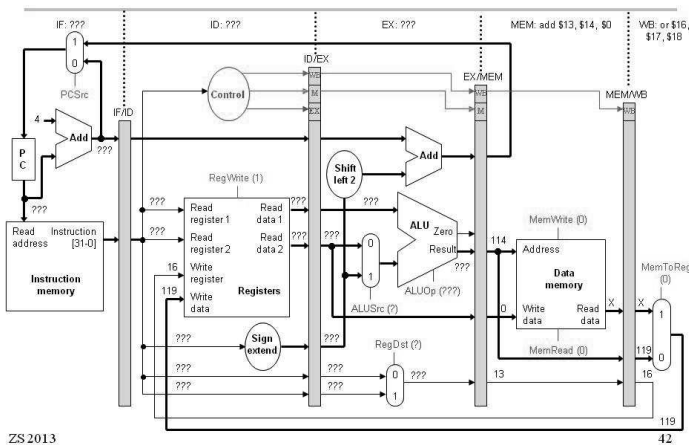 IF: ???
ID: ???
EX: ???
MEM: add $13, $14, $0
WB: or $16,
$17, $18
1
0
PCSrc
4
Add
???
P
C
???
IF/ID
Control
ID/EX
WB
M
EX
EX/MEM
WB
M
MEM/WB
WB
Shift
left 2
Add
RegWrite (1)
Read
address
Instruction
[31-0]
Instruction
memory
???
???
16
119
Read
register 1
Read
data 1
Read
register 2
Read
data 2
Write
register
Write
data
Registers
???
???
???
???
0
1
ALUSrc (?)
ALU
Zero
Result
???
ALUOp (???)
114
0
MemWrite (0)
Address
Data
memory
Write
data
Read
data
MemRead (0)
X
X
MemToReg
(0)
1
0
119
16
???
Sign
extend
???
RegDst (?)
???
???
???
???
0
1
???
13
119
ZS 2013
42